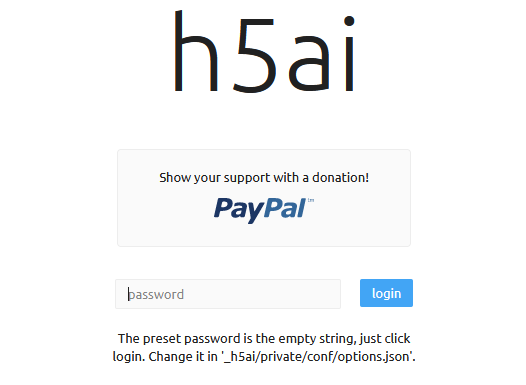 h5ai
Show your support with a donation!
PayPal™
password
login
The preset password is the empty string, just click
login. Change it in '_h5ai/private/conf/options.json'.